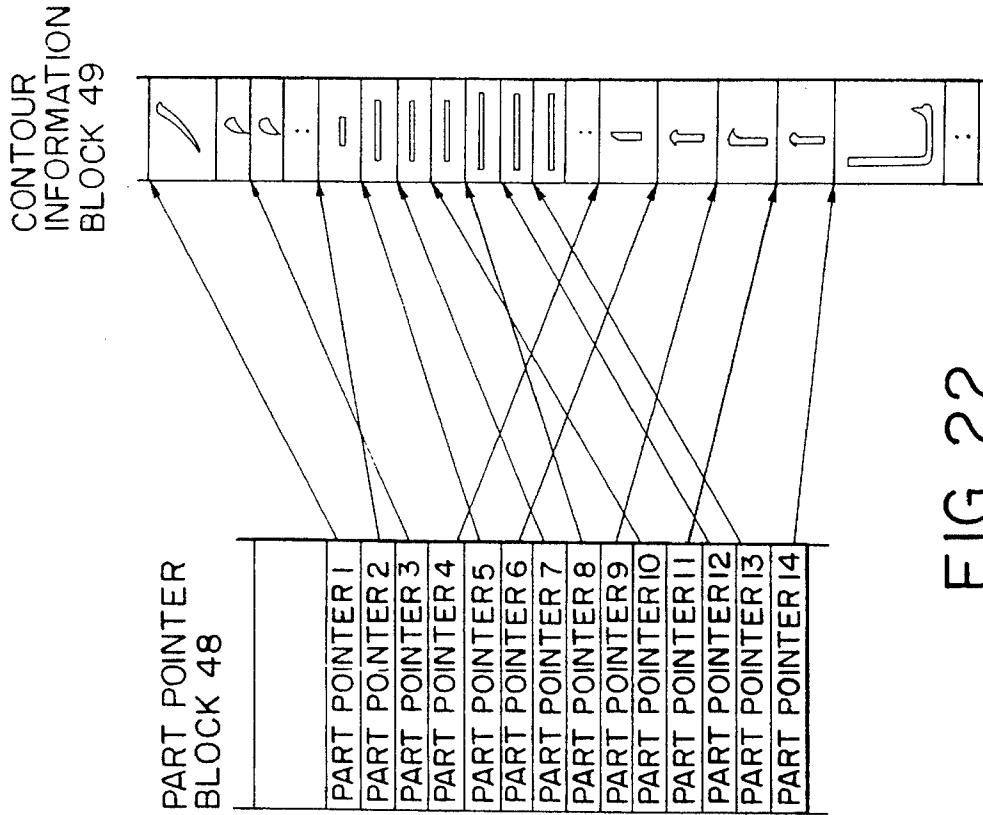 CONTOUR
INFORMATION
BLOCK 49
PART POINTER
BLOCK 48
PART POINTER 1
PART POINTER 2
PART POINTER 3
PART POINTER 4
PART POINTER 5
PART POINTER 6
PART POINTER 7
PART POINTER 8
PART POINTER 9
PART POINTER 10
PART POINTER 11
PART POINTER 12
PART POINTER 13
PART POINTER 14
FIG 22